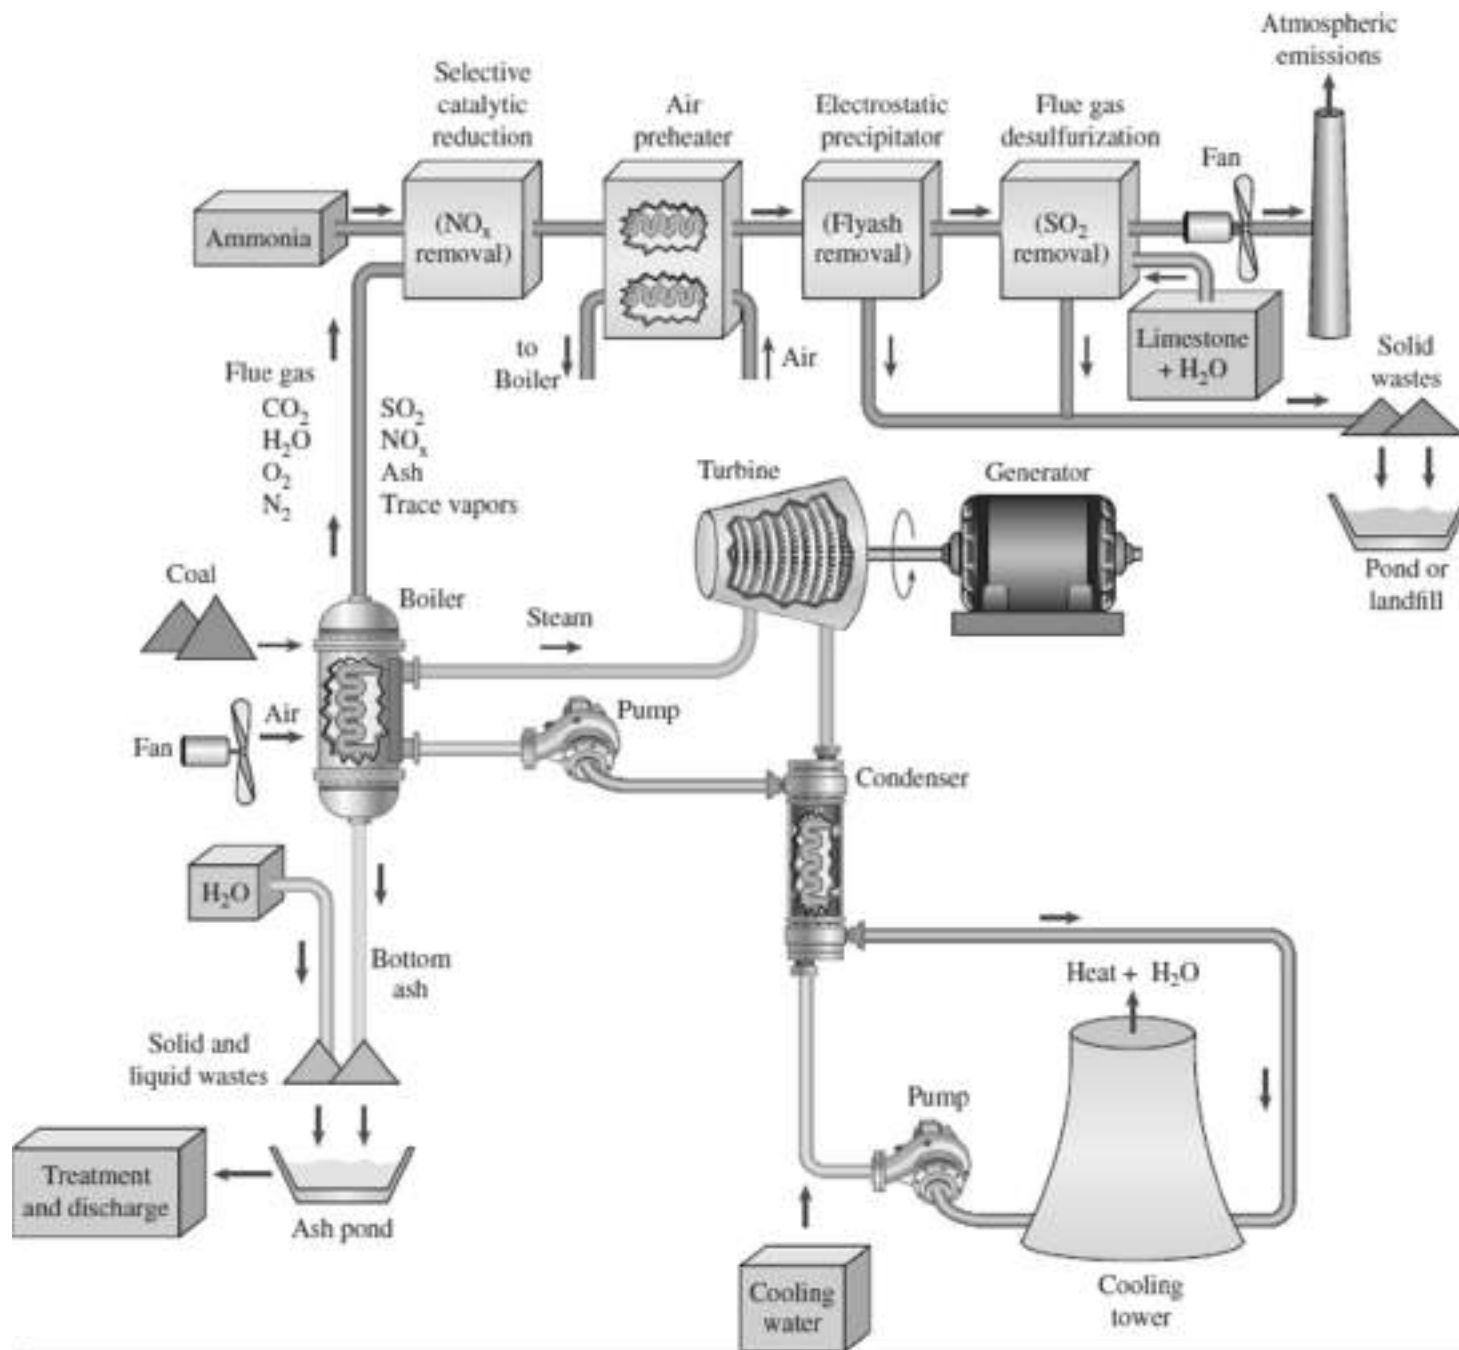 Atmospheric
emissions
Selective
catalytic
reduction
Air
preheater
Electrostatic
precipitator
Flue gas
desulfurization
Fan
Ammonia
(NOx
removal)
(Flyash
removal)
(SO2
removal)
Limestone
+ H2O
Solid
wastes
to
Boiler
Air
Flue gas
CO2
H2O
O2
N2
SO2
NOx
Ash
Trace vapors
Turbine
Generator
Pond or
landfill
Coal
Boiler
Steam
Fan
Air
Pump
Condenser
H2O
Bottom
ash
Heat + H2O
Solid and
liquid wastes
Pump
Treatment
and discharge
Ash pond
Cooling
water
Cooling
tower